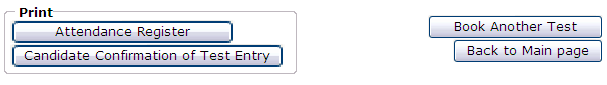 Print
Attendance Register
Candidate Confirmation of Test Entry
Book Another Test
Back to Main page